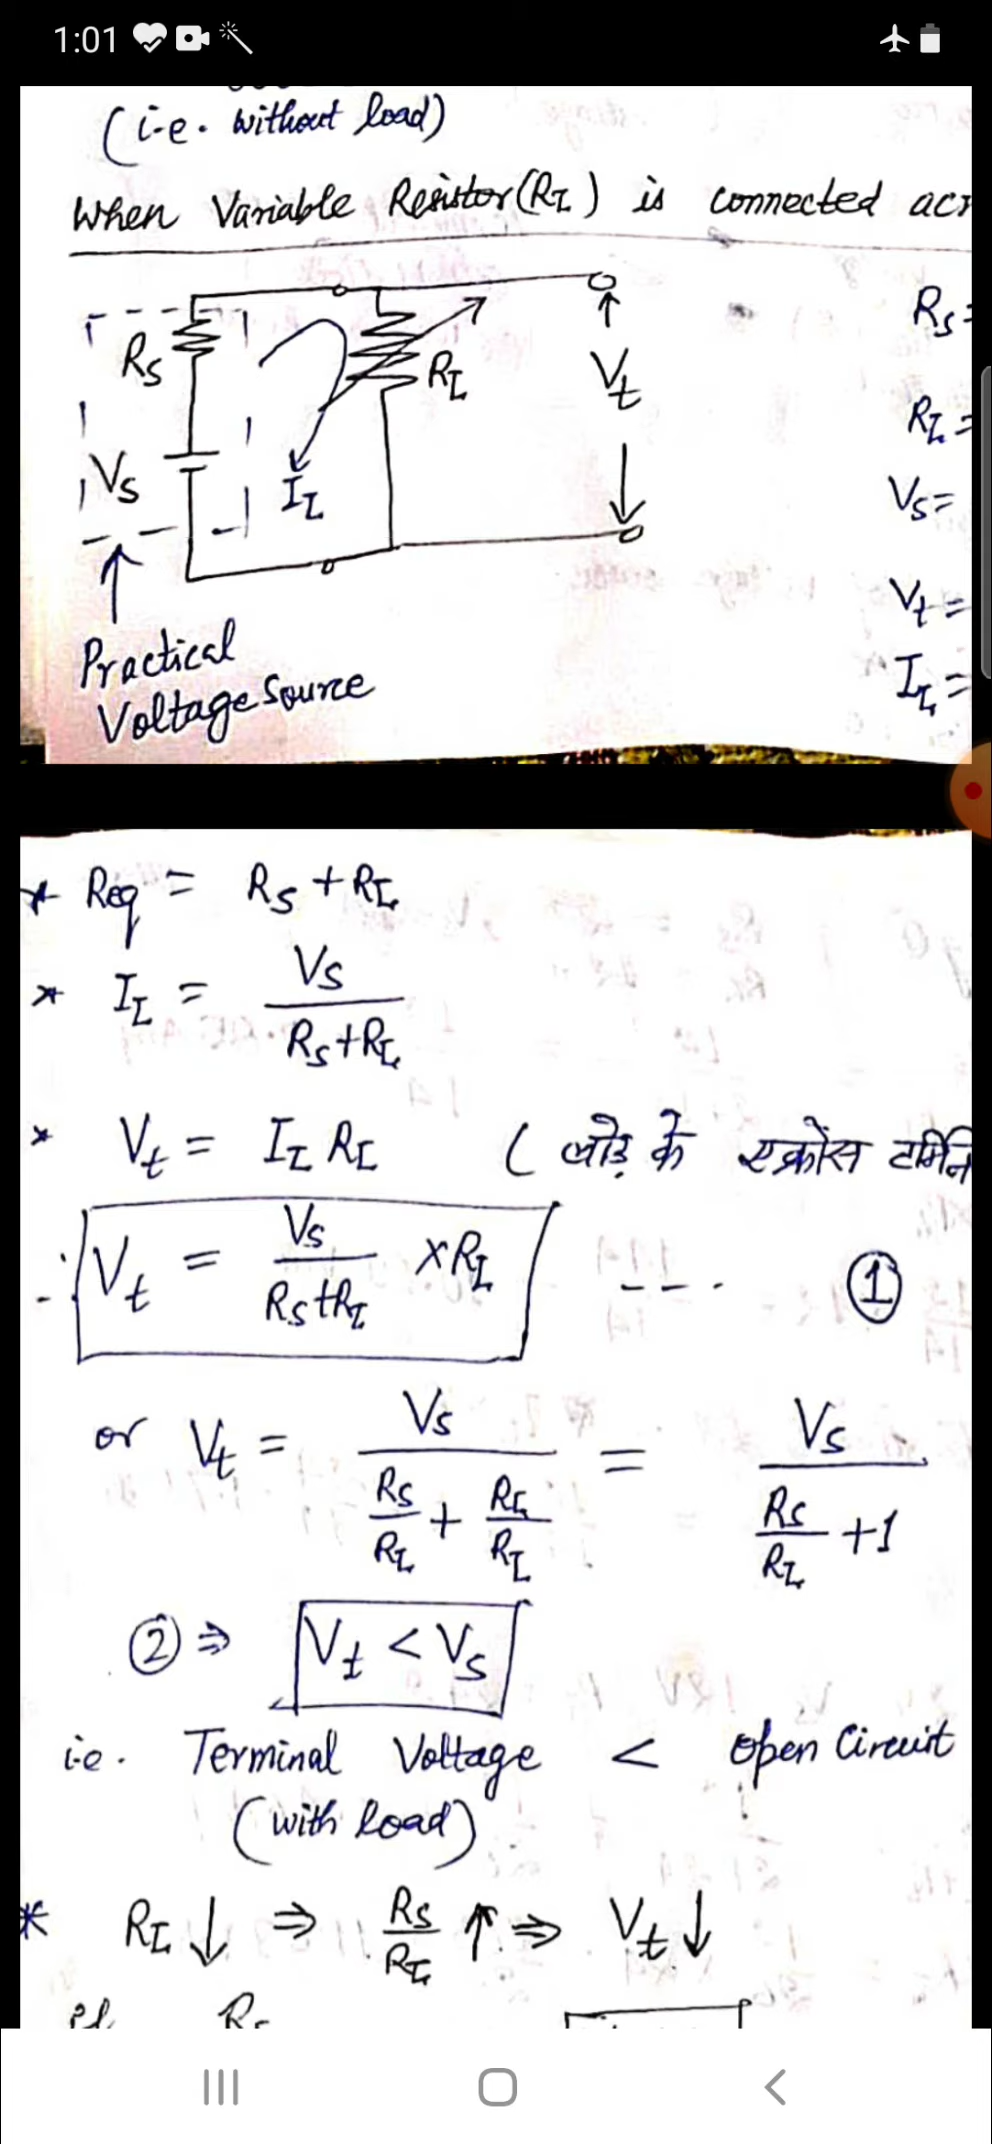 1:01
(i.e. without load)
When Variable Resistor (RL) is connected
RS
RL
Vt
VS
IL
RS=
RL=
VS=
Vt=
IL=
Practical
Voltage Source
* Req = RS + RL
* IL = VS / RS+RL
* Vt = IL RL ( लोड के एक्रोस
∴ Vt = VS / RS+RL × RL --- ①
or Vt = VS / (RS/RL + RL/RL) = VS / (RS/RL + 1)
② ⇒ Vt < VS
i.e. Terminal Voltage < open Circuit
(with load)
* RL ↓ ⇒ RS/RL ↑ ⇒ Vt ↓